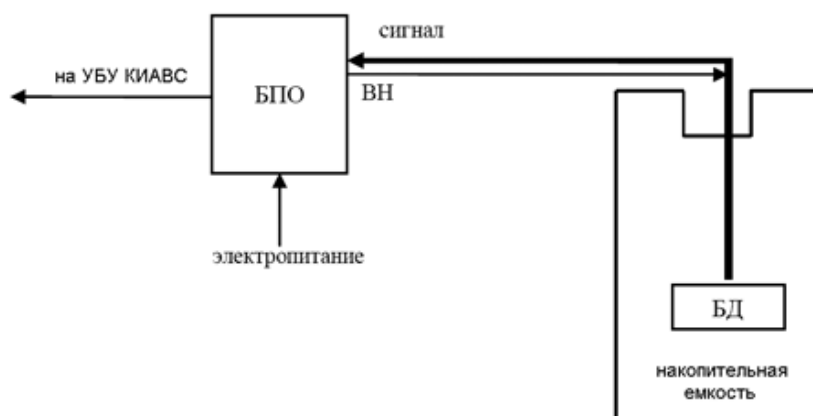 сигнал
на УБУ КИАВС
БПО
ВН
электропитание
БД
накопительная
емкость